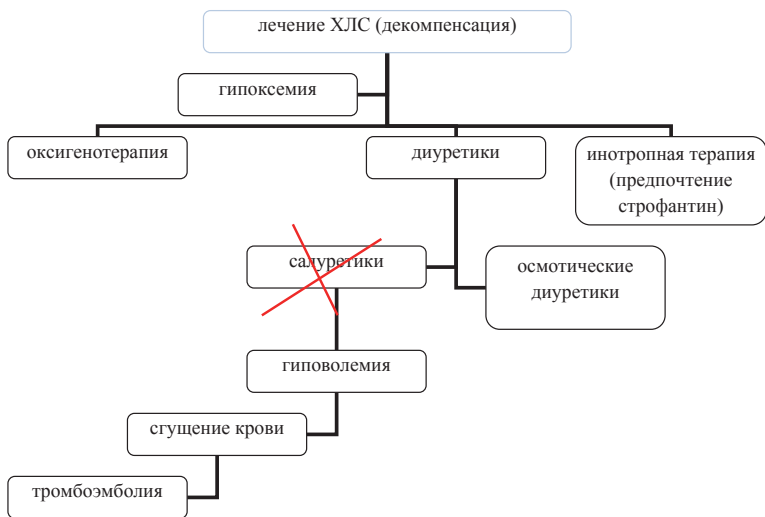 лечение ХЛС (декомпенсация)
гипоксемия
оксигенотерапия
диуретики
инотропная терапия
(предпочтение
строфантин)
салуретики
осмотические
диуретики
гиповолемия
сгущение крови
тромбоэмболия